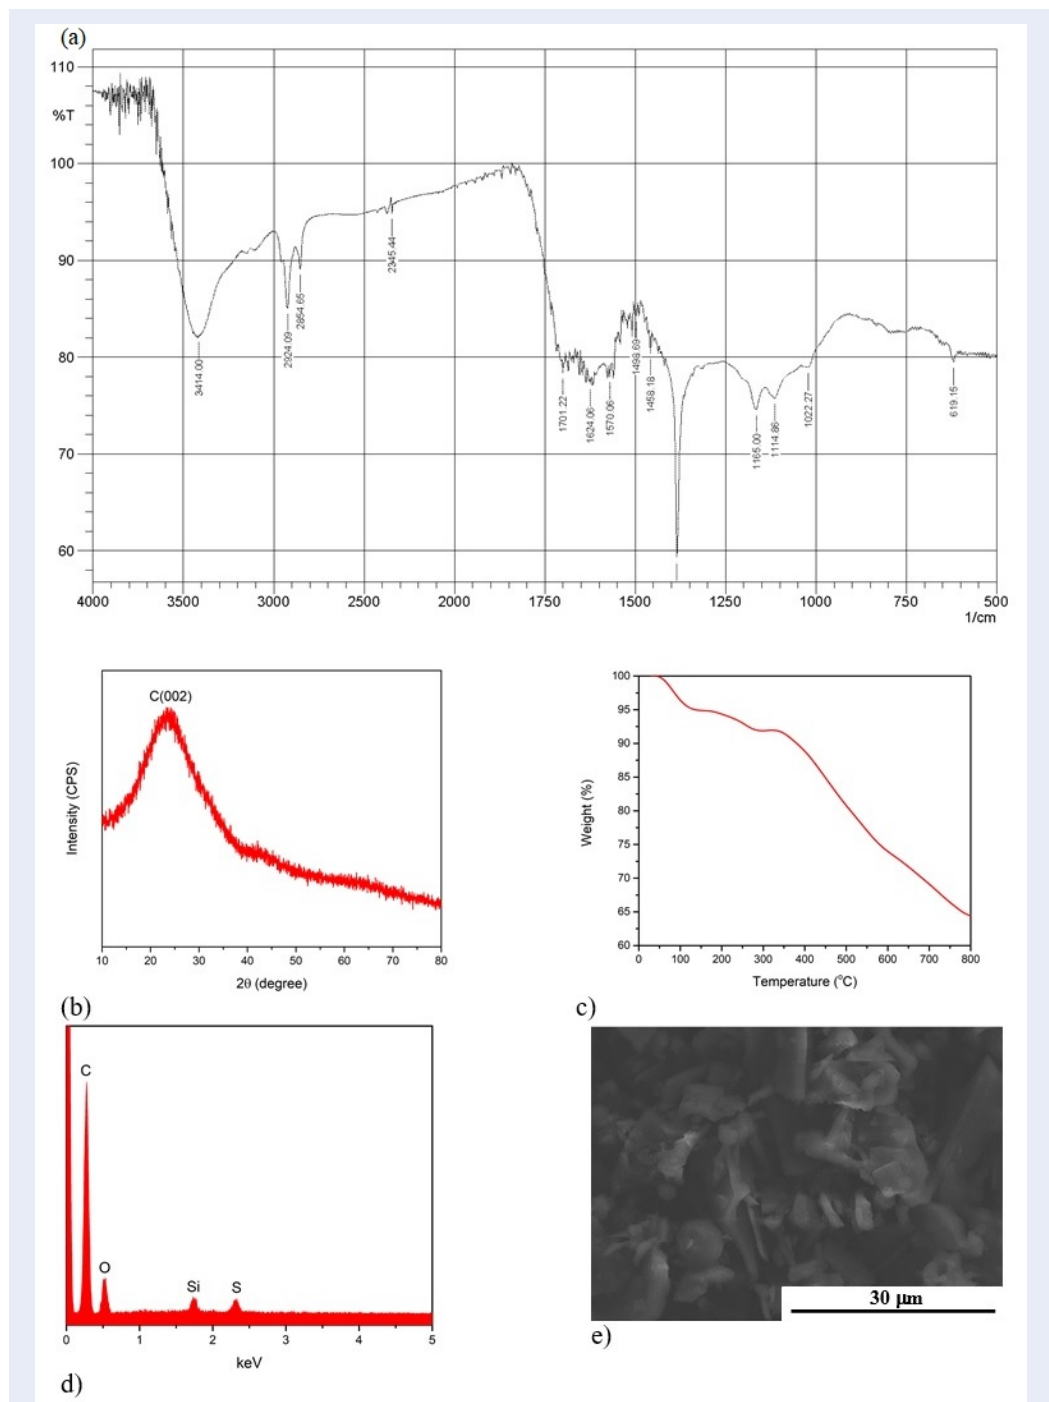 (a)
110
%T
100
90
80
70
60
3414.00
2924.09
2854.65
2345.44
1701.22
1624.06
1570.06
1498.69
1458.18
1165.00
1114.86
1022.27
619.15
4000 3500 3000 2500 2000 1750 1500 1250 1000 750 500
1/cm
C(002)
Intensity (CPS)
10 20 30 40 50 60 70 80
2θ (degree)
(b)
100
95
90
85
80
75
70
65
60
Weight (%)
0 100 200 300 400 500 600 700 800
Temperature (°C)
c)
C
O
Si
S
0 1 2 3 4 5
keV
d)
30 μm
e)